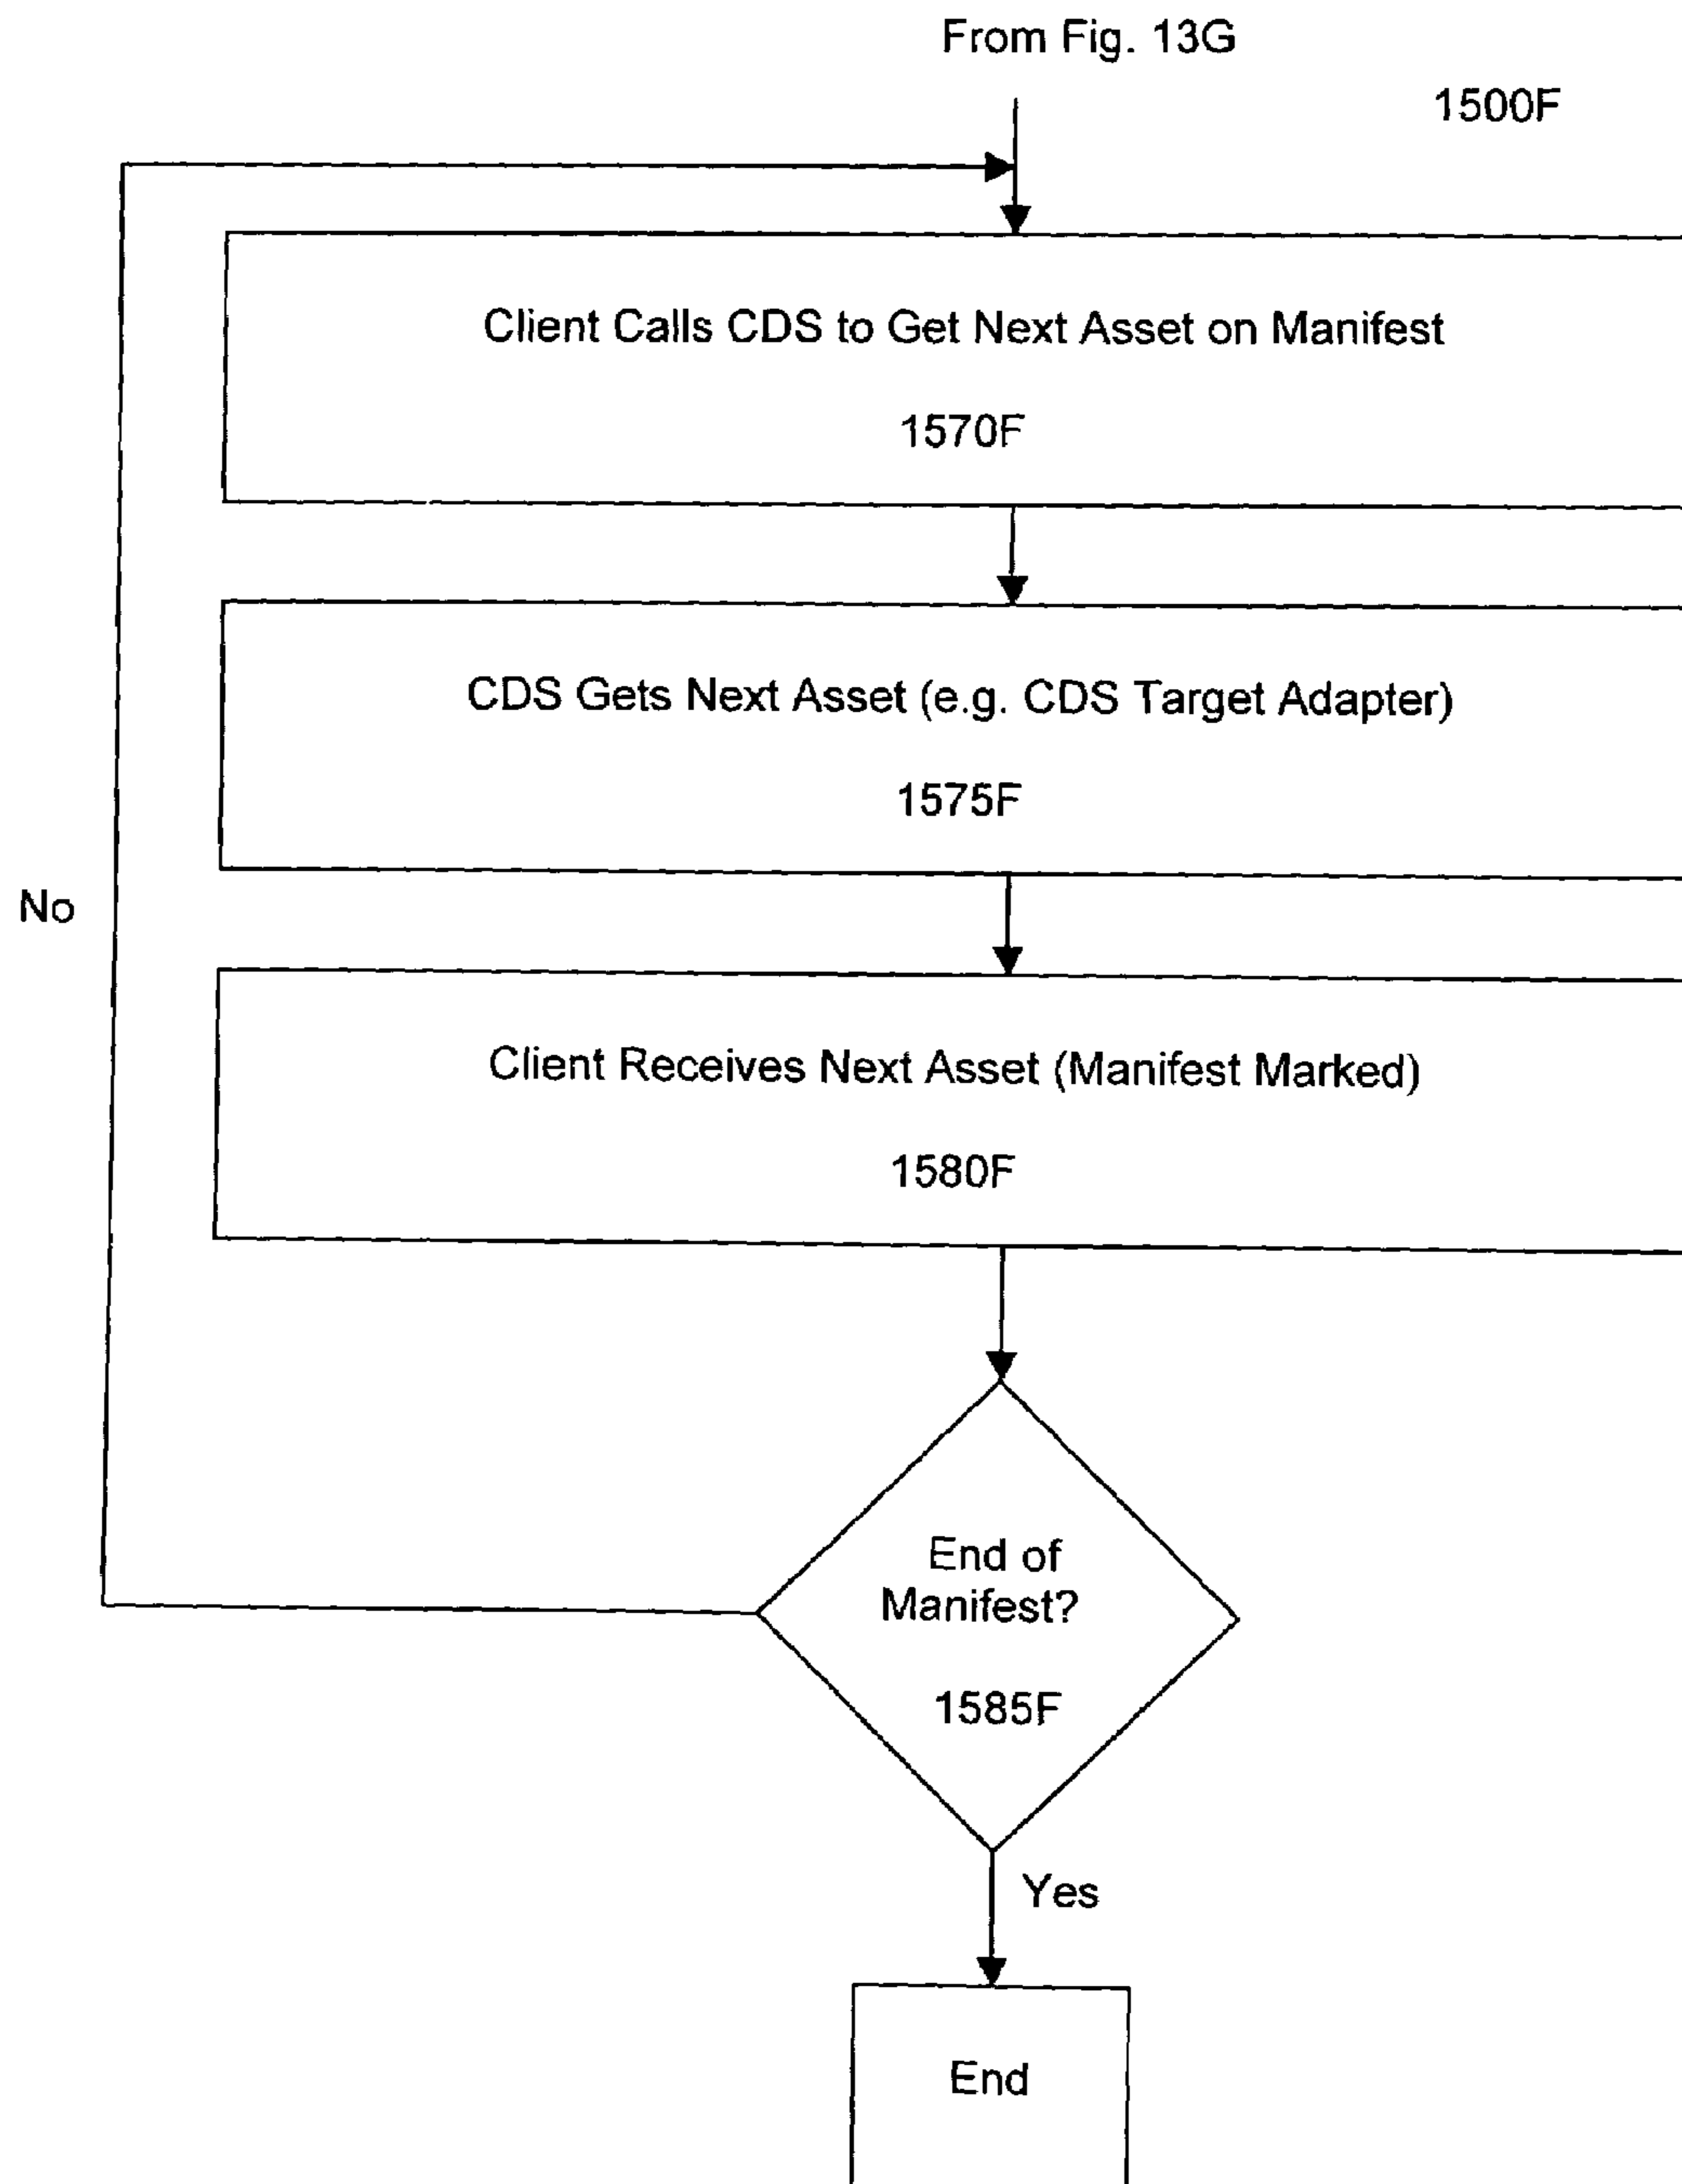 From Fig. 13G
1500F
Client Calls CDS to Get Next Asset on Manifest
1570F
CDS Gets Next Asset (e.g. CDS Target Adapter)
1575F
No
Client Receives Next Asset (Manifest Marked)
1580F
End of
Manifest?
1585F
Yes
End